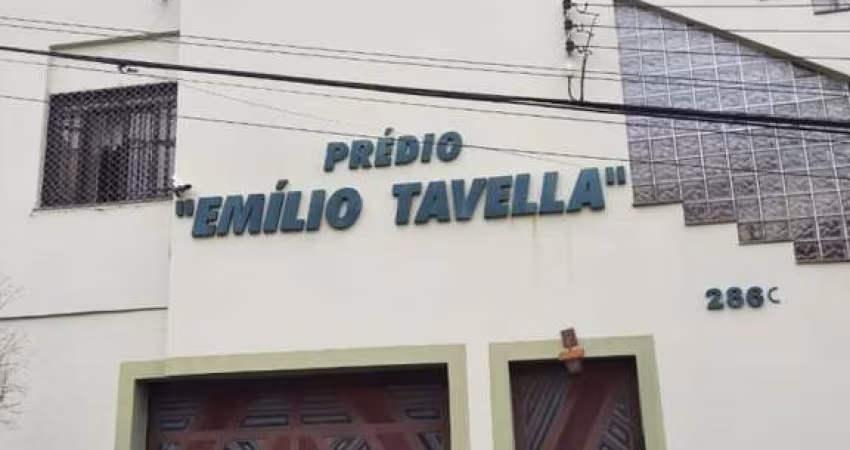 PRÉDIO
"EMÍLIO TAVELLA"
286C